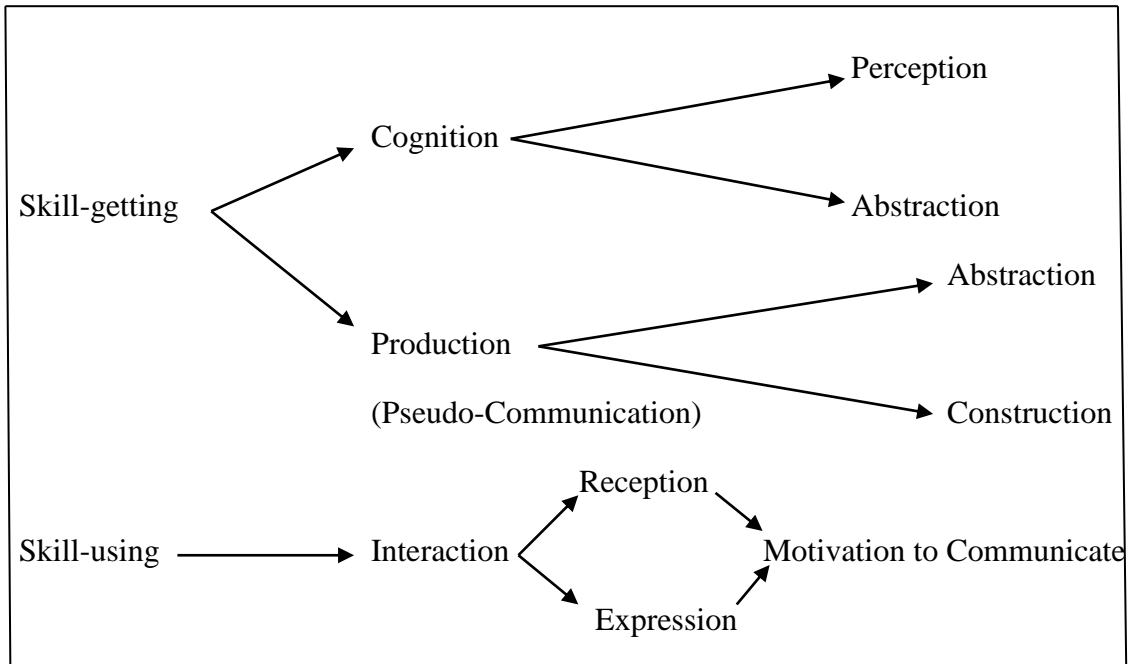 Perception
Cognition
Skill-getting
Abstraction
Abstraction
Production
(Pseudo-Communication)
Construction
Reception
Skill-using
Interaction
Motivation to Communicate
Expression